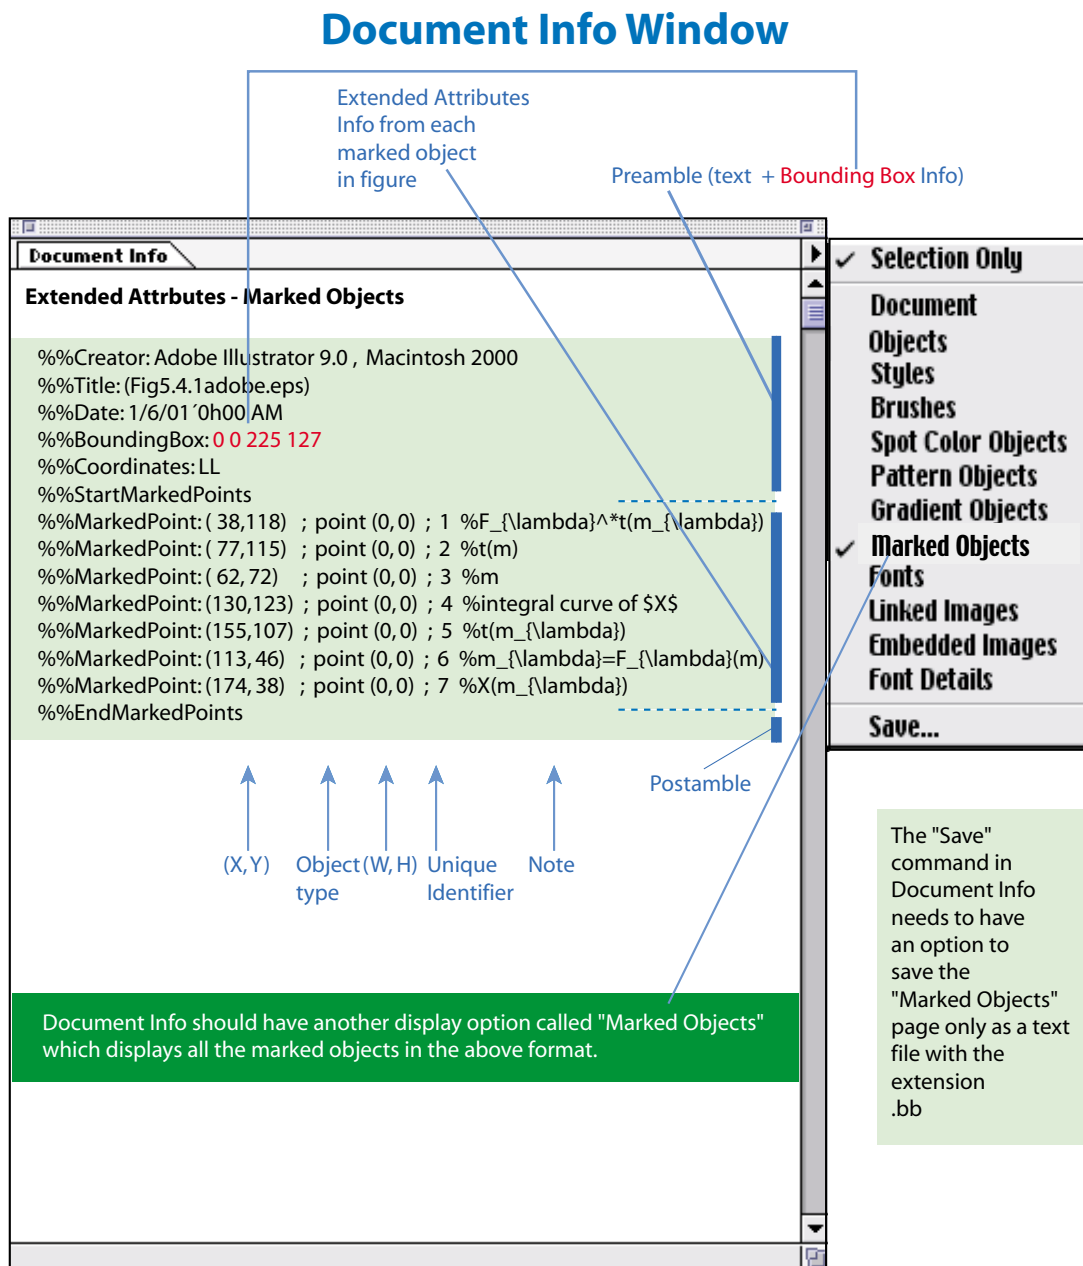 Document Info Window
Extended Attributes
Info from each
marked object
in figure
Preamble (text + Bounding Box Info)
Document Info
Extended Attrbutes - Marked Objects
%%Creator: Adobe Illustrator 9.0 , Macintosh 2000
%%Title: (Fig5.4.1adobe.eps)
%%Date: 1/6/01´0h00 AM
%%BoundingBox: 0 0 225 127
%%Coordinates: LL
%%StartMarkedPoints
%%MarkedPoint: ( 38,118) ; point (0,0) ; 1 %F_{\lambda}^*t(m_{\lambda})
%%MarkedPoint: ( 77,115) ; point (0,0) ; 2 %t(m)
%%MarkedPoint: ( 62, 72) ; point (0,0) ; 3 %m
%%MarkedPoint: (130,123) ; point (0,0) ; 4 %integral curve of $X$
%%MarkedPoint: (155,107) ; point (0,0) ; 5 %t(m_{\lambda})
%%MarkedPoint: (113, 46) ; point (0,0) ; 6 %m_{\lambda}=F_{\lambda}(m)
%%MarkedPoint: (174, 38) ; point (0,0) ; 7 %X(m_{\lambda})
%%EndMarkedPoints
Postamble
(X, Y) Object (W, H) Unique Note
type Identifier
Document Info should have another display option called "Marked Objects"
which displays all the marked objects in the above format.
Selection Only
Document
Objects
Styles
Brushes
Spot Color Objects
Pattern Objects
Gradient Objects
Marked Objects
Fonts
Linked Images
Embedded Images
Font Details
Save...
The "Save"
command in
Document Info
needs to have
an option to
save the
"Marked Objects"
page only as a text
file with the
extension
.bb